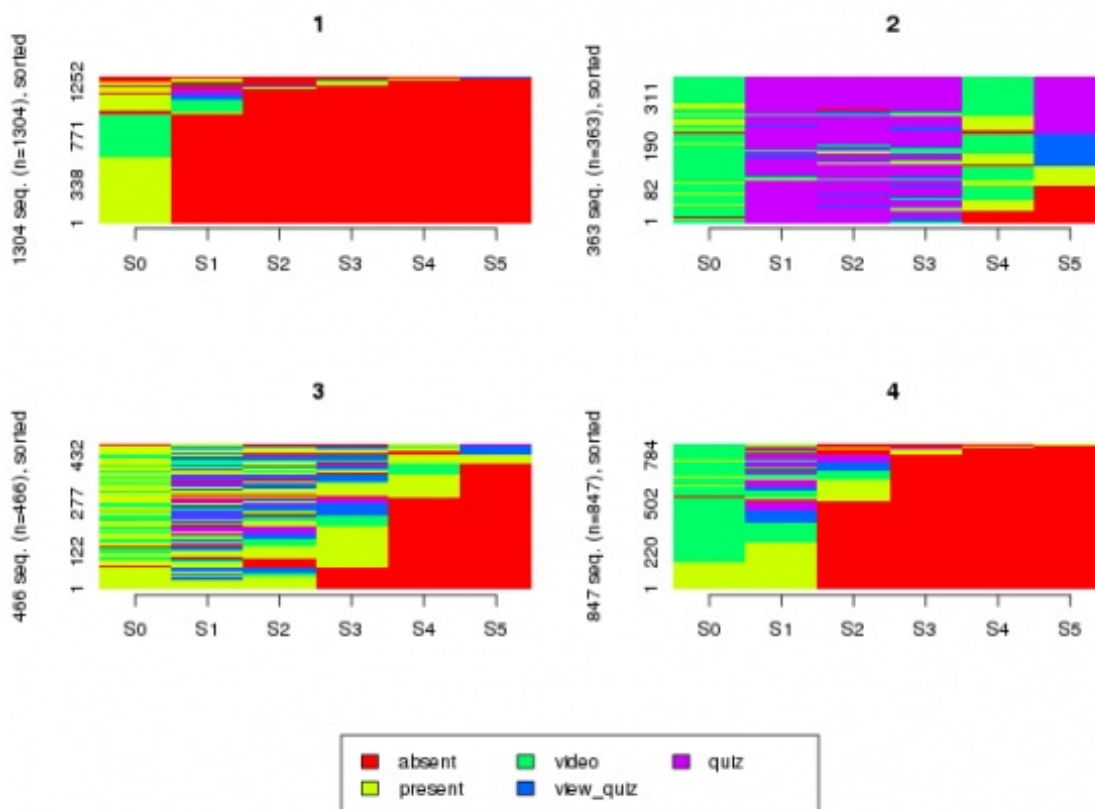 1
2
1304 seq. (n=1304), sorted
1 338 771 1252
S0 S1 S2 S3 S4 S5
363 seq. (n=363), sorted
1 82 190 311
S0 S1 S2 S3 S4 S5
3
4
466 seq. (n=466), sorted
1 122 277 432
S0 S1 S2 S3 S4 S5
847 seq. (n=847), sorted
1 220 502 784
S0 S1 S2 S3 S4 S5
absent video quiz
present view_quiz